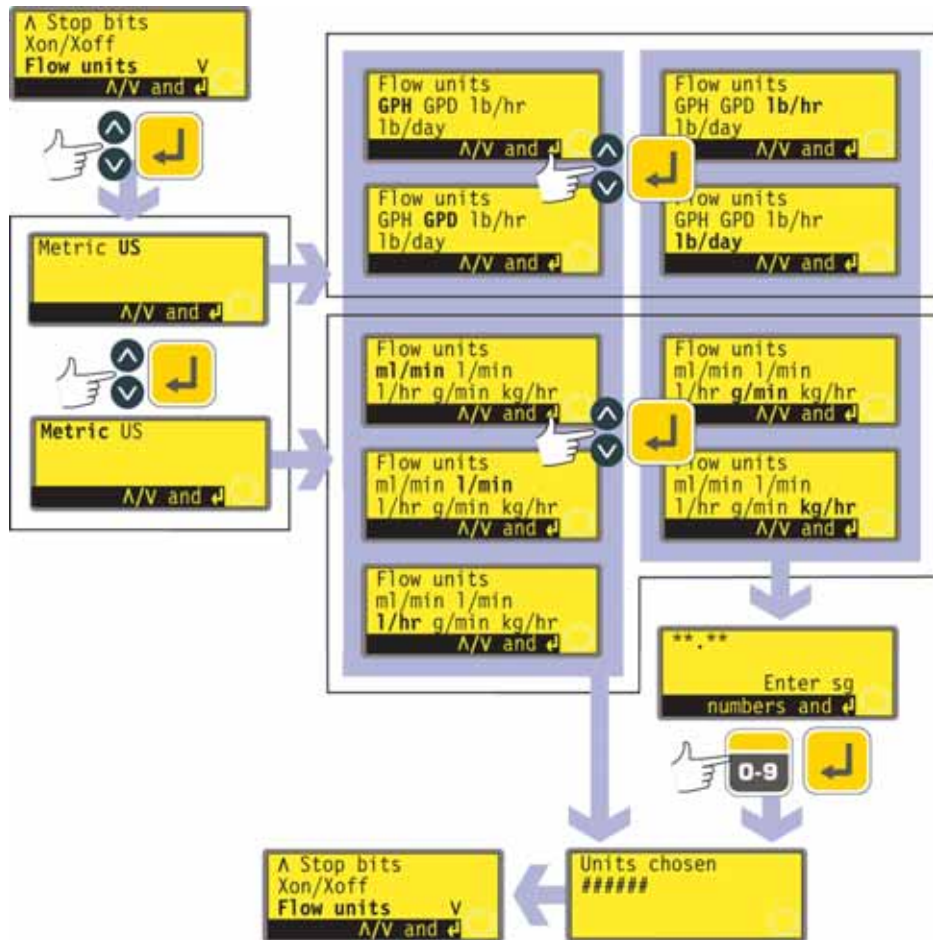 Λ Stop bits
Xon/Xoff
Flow units V
Λ/V and ↲
Metric US
Λ/V and ↲
Metric US
Λ/V and ↲
Flow units
GPH GPD lb/hr
lb/day
Λ/V and ↲
Flow units
GPH GPD lb/hr
lb/day
Λ/V and ↲
Flow units
GPH GPD lb/hr
lb/day
Λ/V and ↲
Flow units
GPH GPD lb/hr
lb/day
Λ/V and ↲
Flow units
ml/min l/min
l/hr g/min kg/hr
Λ/V and ↲
Flow units
ml/min l/min
l/hr g/min kg/hr
Λ/V and ↲
Flow units
ml/min l/min
l/hr g/min kg/hr
Λ/V and ↲
Flow units
ml/min l/min
l/hr g/min kg/hr
Λ/V and ↲
Flow units
ml/min l/min
l/hr g/min kg/hr
Λ/V and ↲
**.**
Enter sg
numbers and ↲
0-9
Units chosen
######
Λ Stop bits
Xon/Xoff
Flow units V
Λ/V and ↲